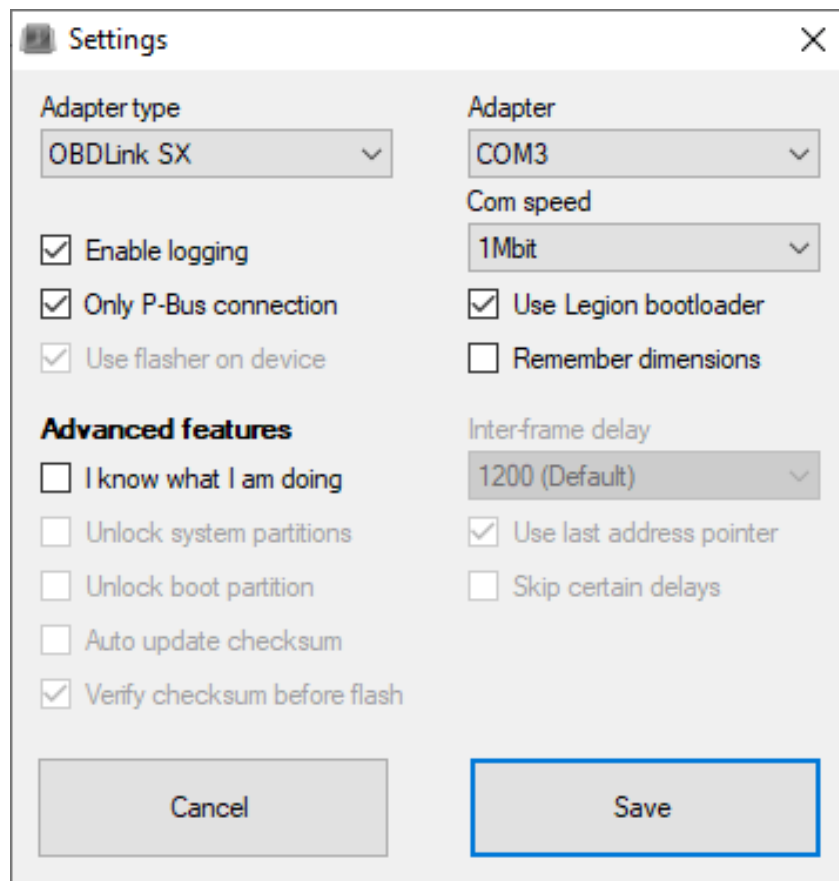 Settings
Adapter type
Adapter
OBDLink SX
COM3
Com speed
Enable logging
1Mbit
Only P-Bus connection
Use Legion bootloader
Use flasher on device
Remember dimensions
Advanced features
Inter-frame delay
I know what I am doing
1200 (Default)
Unlock system partitions
Use last address pointer
Unlock boot partition
Skip certain delays
Auto update checksum
Verify checksum before flash
Cancel
Save